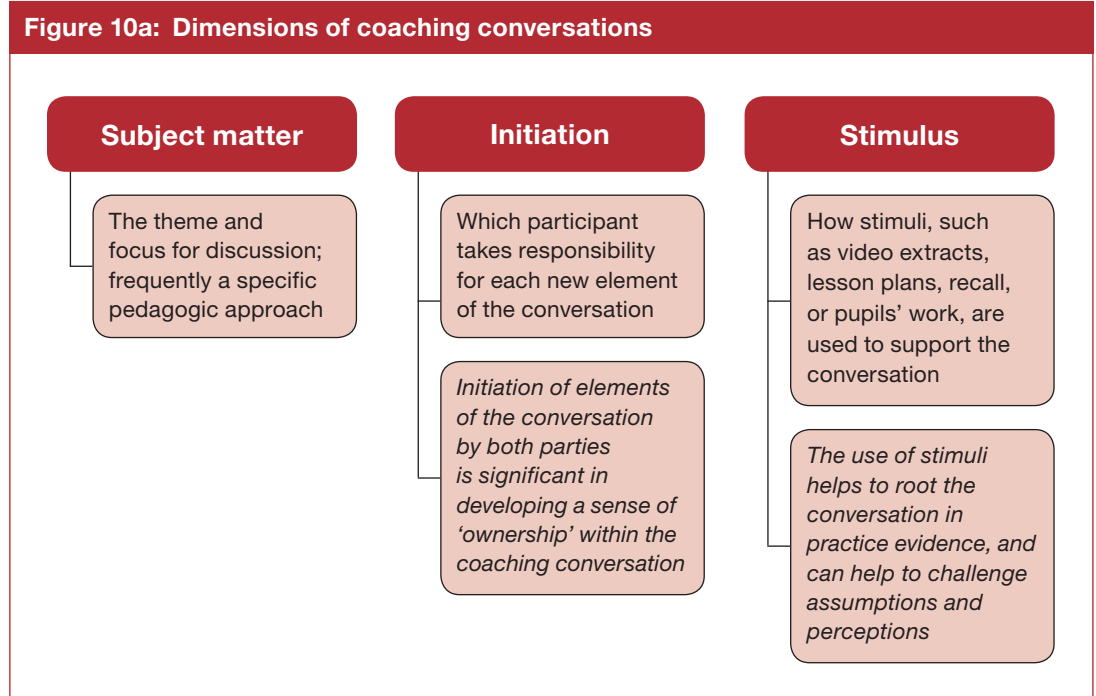 Figure 10a: Dimensions of coaching conversations
Subject matter
The theme and
focus for discussion;
frequently a specific
pedagogic approach
Initiation
Which participant
takes responsibility
for each new element
of the conversation
Initiation of elements
of the conversation
by both parties
is significant in
developing a sense of
‘ownership’ within the
coaching conversation
Stimulus
How stimuli, such
as video extracts,
lesson plans, recall,
or pupils’ work, are
used to support the
conversation
The use of stimuli
helps to root the
conversation in
practice evidence, and
can help to challenge
assumptions and
perceptions